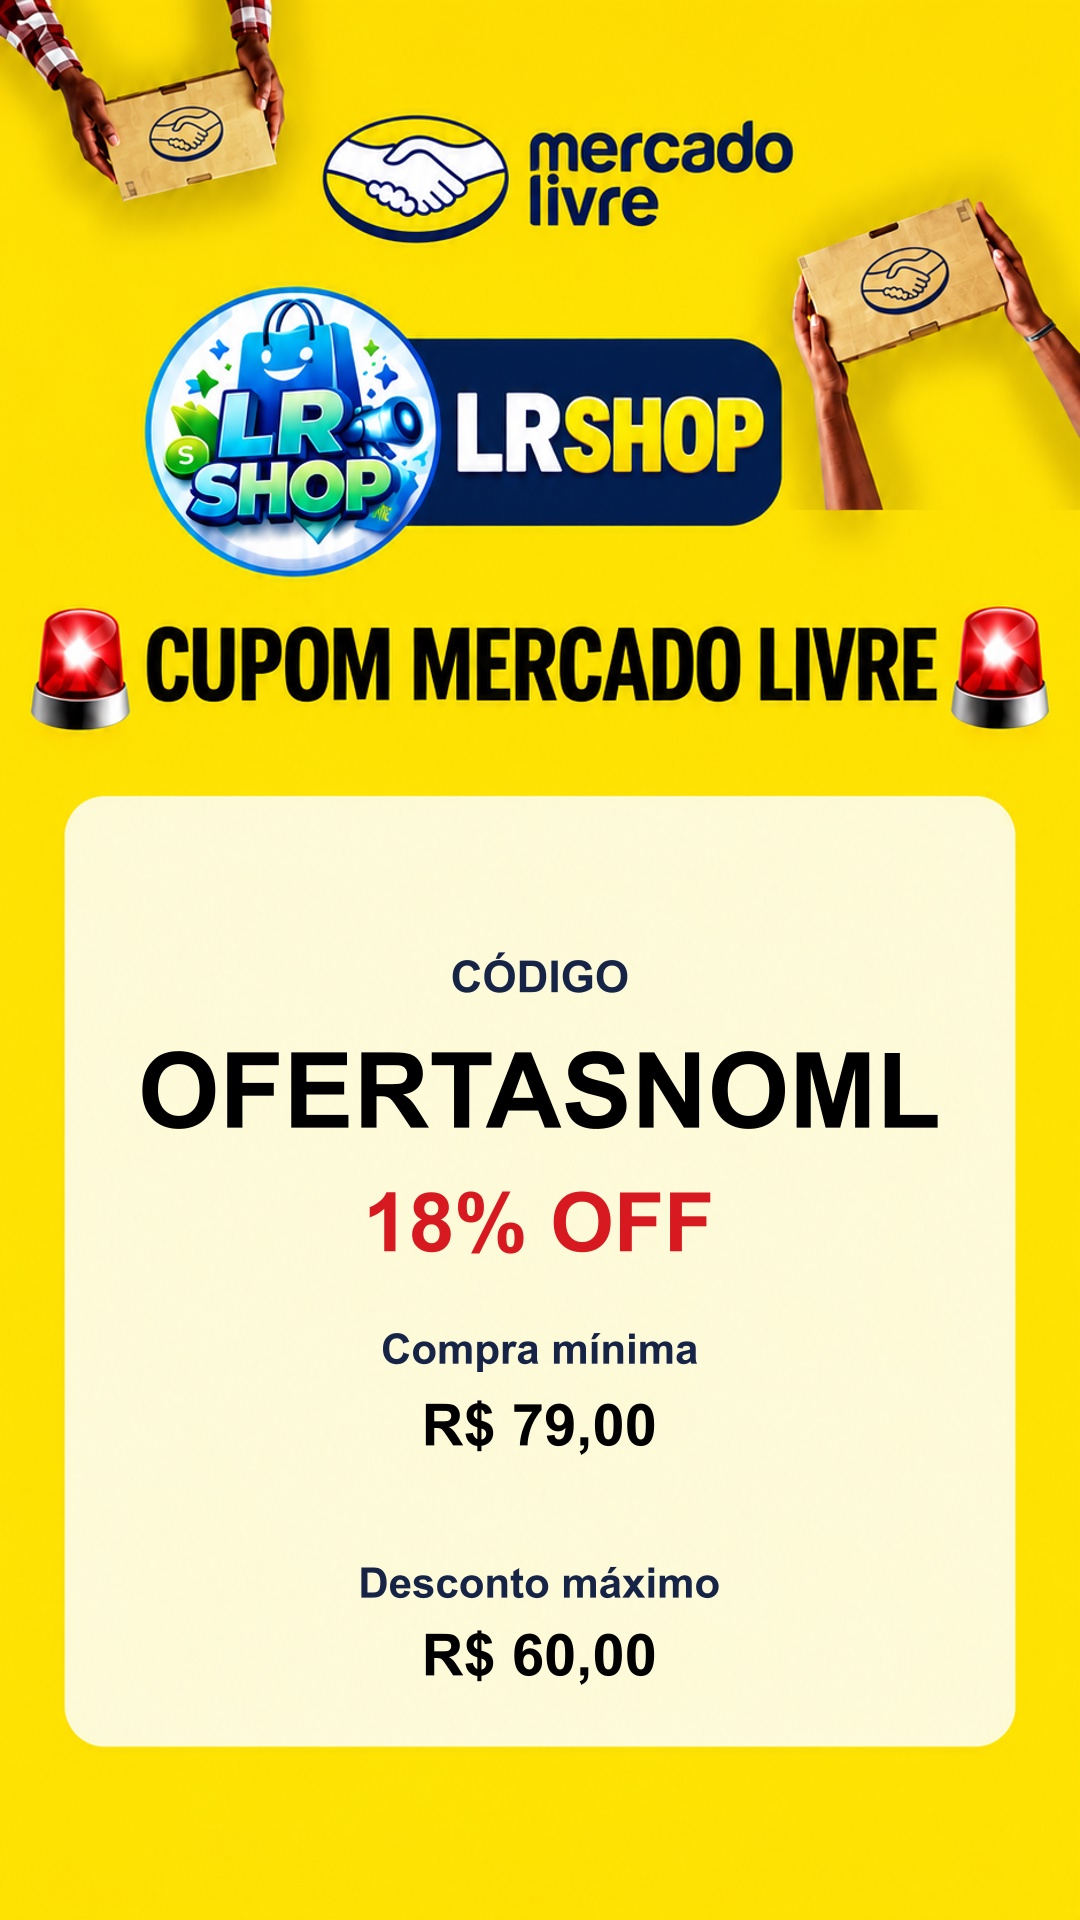 mercado
livre
LR
SHOP
S
LRSHOP
CUPOM MERCADO LIVRE
CÓDIGO
OFERTASNOML
18% OFF
Compra mínima
R$ 79,00
Desconto máximo
R$ 60,00